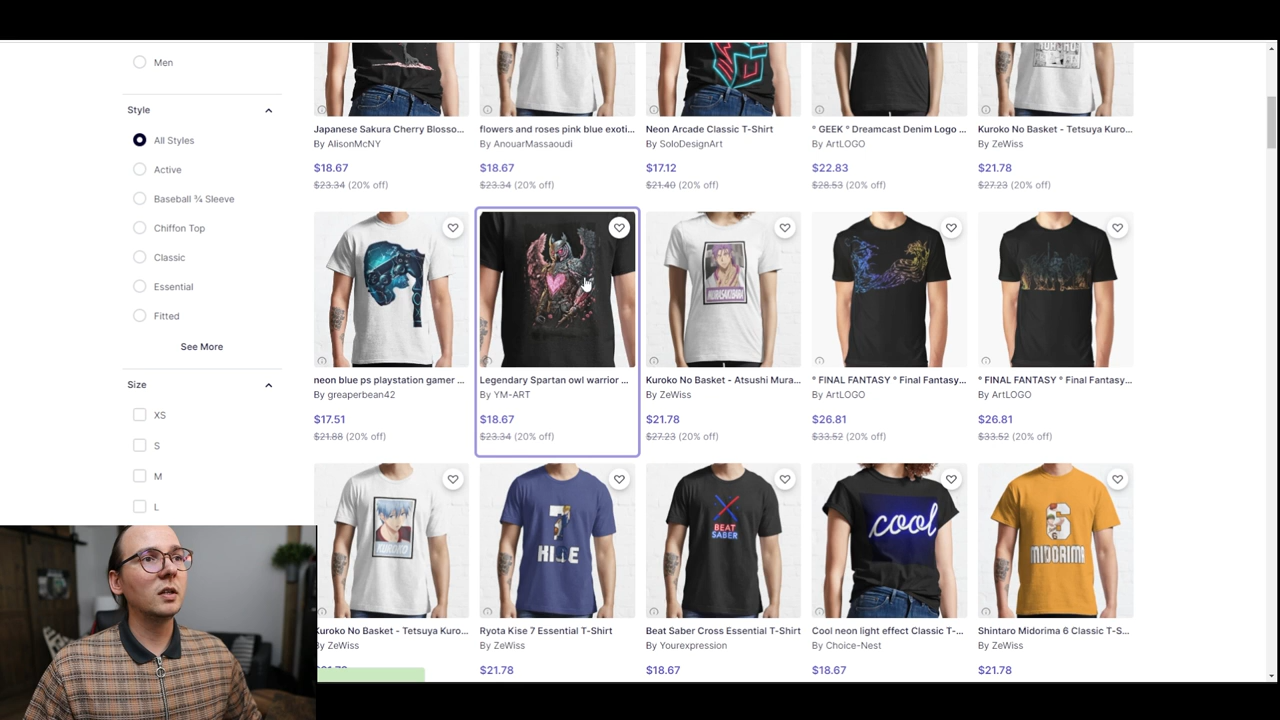 Men
Style
All Styles
Active
Baseball ¾ Sleeve
Chiffon Top
Classic
Essential
Fitted
See More
Size
XS
S
M
L
Japanese Sakura Cherry Blosso...
By AlisonMcNY
$18.67
$23.34 (20% off)
flowers and roses pink blue exoti...
By AnouarMassaoudi
$18.67
$23.34 (20% off)
Neon Arcade Classic T-Shirt
By SoloDesignArt
$17.12
$21.40 (20% off)
° GEEK ° Dreamcast Denim Logo ...
By ArtLOGO
$22.83
$28.53 (20% off)
Kuroko No Basket - Tetsuya Kuro...
By ZeWiss
$21.78
$27.23 (20% off)
neon blue ps playstation gamer ...
By greaperbean42
$17.51
$21.88 (20% off)
Legendary Spartan owl warrior ...
By YM-ART
$18.67
$23.34 (20% off)
MURASAKIBARA
Kuroko No Basket - Atsushi Mura...
By ZeWiss
$21.78
$27.23 (20% off)
° FINAL FANTASY ° Final Fantasy...
By ArtLOGO
$26.81
$33.52 (20% off)
° FINAL FANTASY ° Final Fantasy...
By ArtLOGO
$26.81
$33.52 (20% off)
KUROKO
Kuroko No Basket - Tetsuya Kuro...
By ZeWiss
7
KISE
Ryota Kise 7 Essential T-Shirt
By ZeWiss
$21.78
BEAT
SABER
Beat Saber Cross Essential T-Shirt
By Yourexpression
$18.67
cool
Cool neon light effect Classic T-...
By Choice-Nest
$18.67
6
MIDORIMA
Shintaro Midorima 6 Classic T-S...
By ZeWiss
$21.78